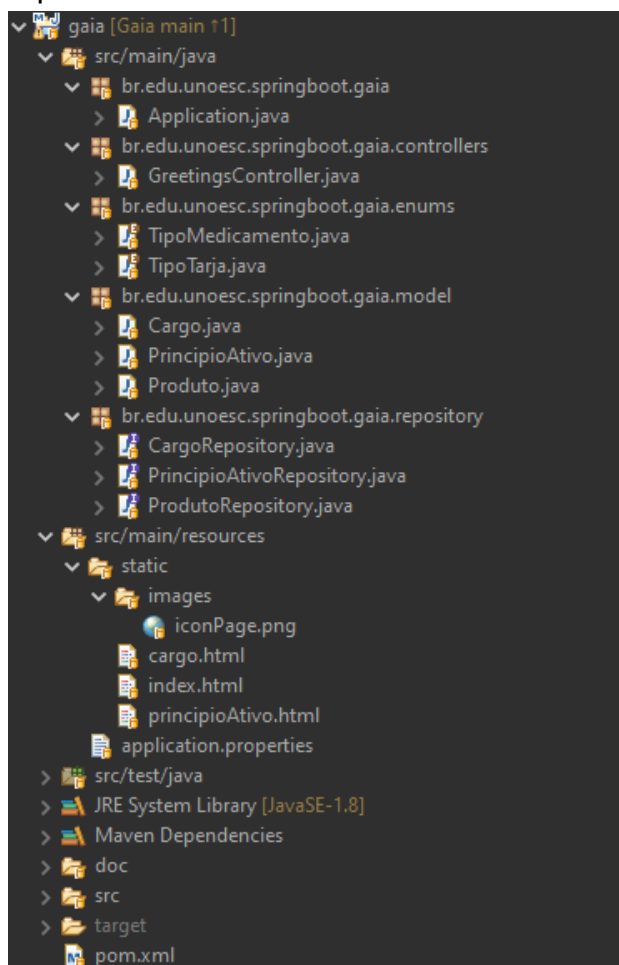 gaia [Gaia main ↑1]
src/main/java
br.edu.unoesc.springboot.gaia
Application.java
br.edu.unoesc.springboot.gaia.controllers
GreetingsController.java
br.edu.unoesc.springboot.gaia.enums
TipoMedicamento.java
TipoTarja.java
br.edu.unoesc.springboot.gaia.model
Cargo.java
PrincipioAtivo.java
Produto.java
br.edu.unoesc.springboot.gaia.repository
CargoRepository.java
PrincipioAtivoRepository.java
ProdutoRepository.java
src/main/resources
static
images
iconPage.png
cargo.html
index.html
principioAtivo.html
application.properties
src/test/java
JRE System Library [JavaSE-1.8]
Maven Dependencies
doc
src
target
pom.xml